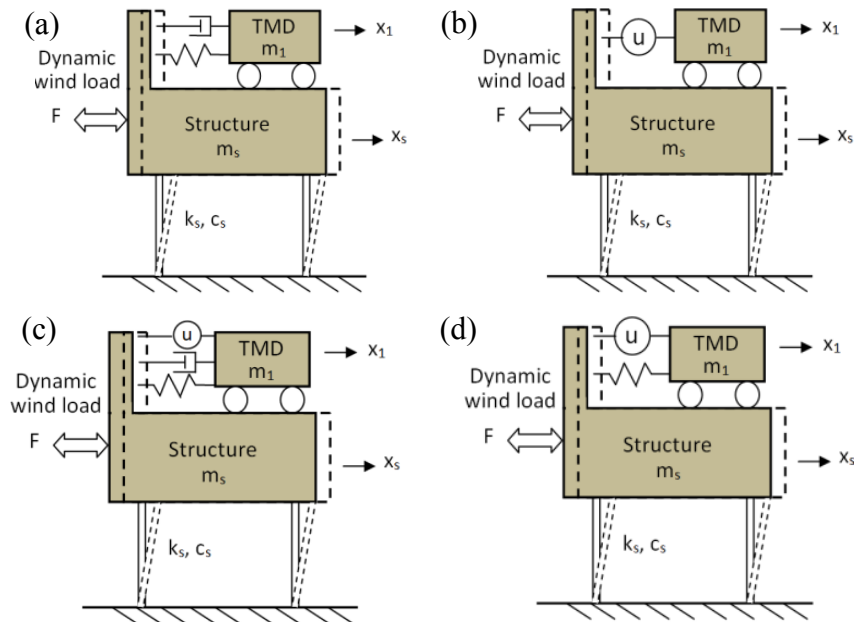 (a)
TMD
m₁
x₁
Dynamic
wind load
F
Structure
mₛ
xₛ
kₛ, cₛ
(b)
u
TMD
m₁
x₁
Dynamic
wind load
F
Structure
mₛ
xₛ
kₛ, cₛ
(c)
u
TMD
m₁
x₁
Dynamic
wind load
F
Structure
mₛ
xₛ
kₛ, cₛ
(d)
u
TMD
m₁
x₁
Dynamic
wind load
F
Structure
mₛ
xₛ
kₛ, cₛ